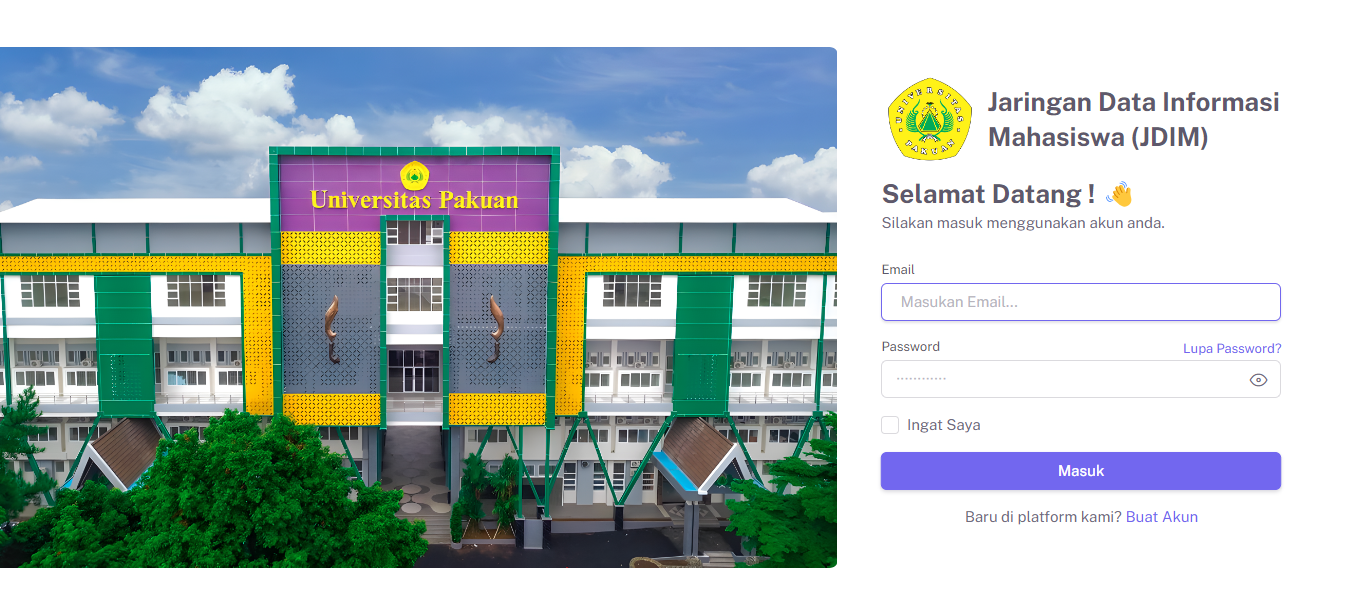 Universitas Pakuan
UNIVERSITAS
PAKUAN
Jaringan Data Informasi
Mahasiswa (JDIM)
Selamat Datang ! 👋
Silakan masuk menggunakan akun anda.
Email
Masukan Email...
Password
Lupa Password?
············
Ingat Saya
Masuk
Baru di platform kami? Buat Akun